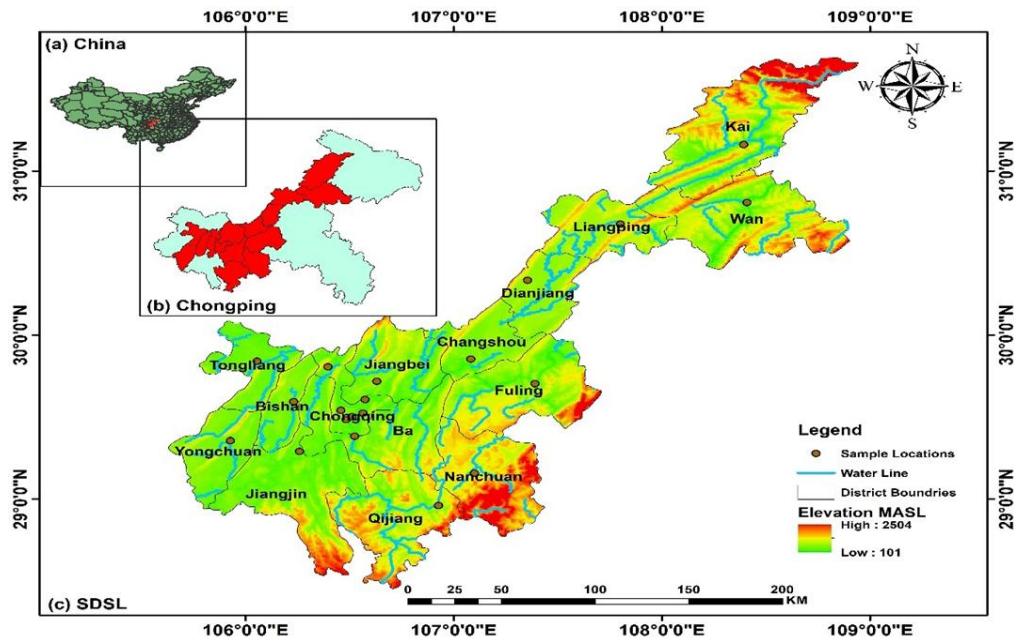 106°0'0"E 107°0'0"E 108°0'0"E 109°0'0"E
(a) China
N
W E
S
Kai
31°0'0"N
31°0'0"N
Wan
Liangping
(b) Chongping
Dianjiang
30°0'0"N
30°0'0"N
Changshou
Tongliang
Jiangbei
Fuling
Bishan
Chongqing
Ba
Yongchuan
Nanchuan
Jiangjin
Qijiang
29°0'0"N
29°0'0"N
Legend
Sample Locations
Water Line
District Boundries
Elevation MASL
High : 2504
Low : 101
(c) SDSL
0 25 50 100 150 200
KM
106°0'0"E 107°0'0"E 108°0'0"E 109°0'0"E